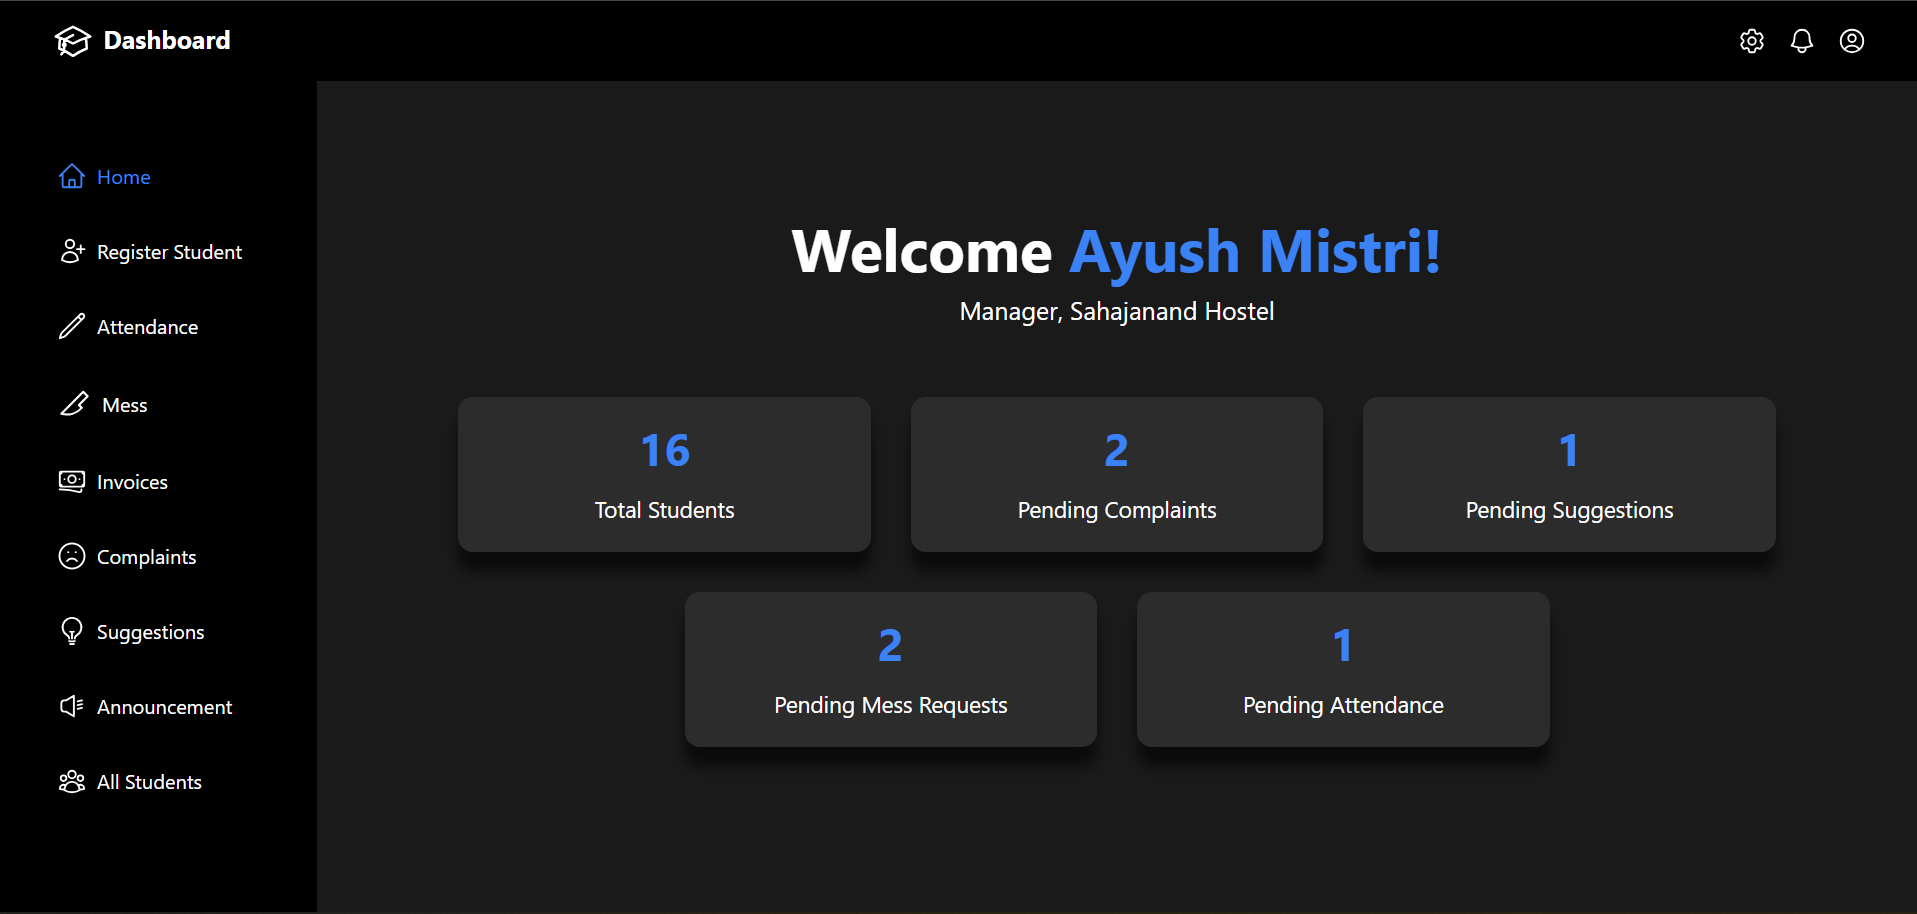 Dashboard
Home
Register Student
Attendance
Mess
Invoices
Complaints
Suggestions
Announcement
All Students
Welcome Ayush Mistri!
Manager, Sahajanand Hostel
16
Total Students
2
Pending Complaints
1
Pending Suggestions
2
Pending Mess Requests
1
Pending Attendance